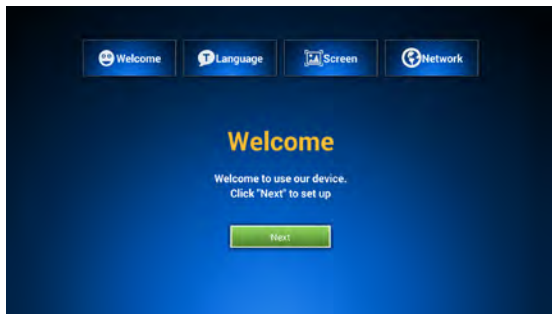 Welcome
Language
Screen
Network
Welcome
Welcome to use our device.
Click "Next" to set up
Next